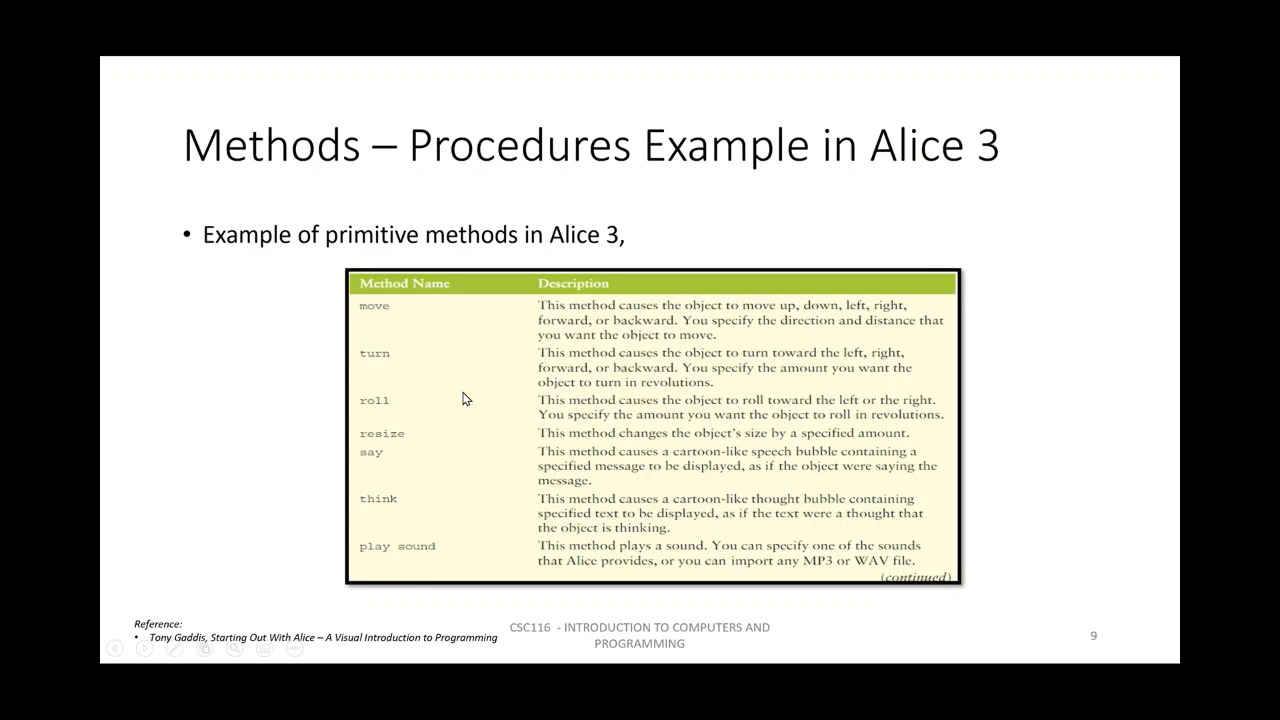 Methods – Procedures Example in Alice 3
• Example of primitive methods in Alice 3,
Method Name Description
move This method causes the object to move up, down, left, right,
forward, or backward. You specify the direction and distance that
you want the object to move.
turn This method causes the object to turn toward the left, right,
forward, or backward. You specify the amount you want the
object to turn in revolutions.
roll This method causes the object to roll toward the left or the right.
You specify the amount you want the object to roll in revolutions.
resize This method changes the object's size by a specified amount.
say This method causes a cartoon-like speech bubble containing a
specified message to be displayed, as if the object were saying the
message.
think This method causes a cartoon-like thought bubble containing
specified text to be displayed, as if the text were a thought that
the object is thinking.
play sound This method plays a sound. You can specify one of the sounds
that Alice provides, or you can import any MP3 or WAV file.
(continued)
Reference:
• Tony Gaddis, Starting Out With Alice – A Visual Introduction to Programming
CSC116 - INTRODUCTION TO COMPUTERS AND
PROGRAMMING
9